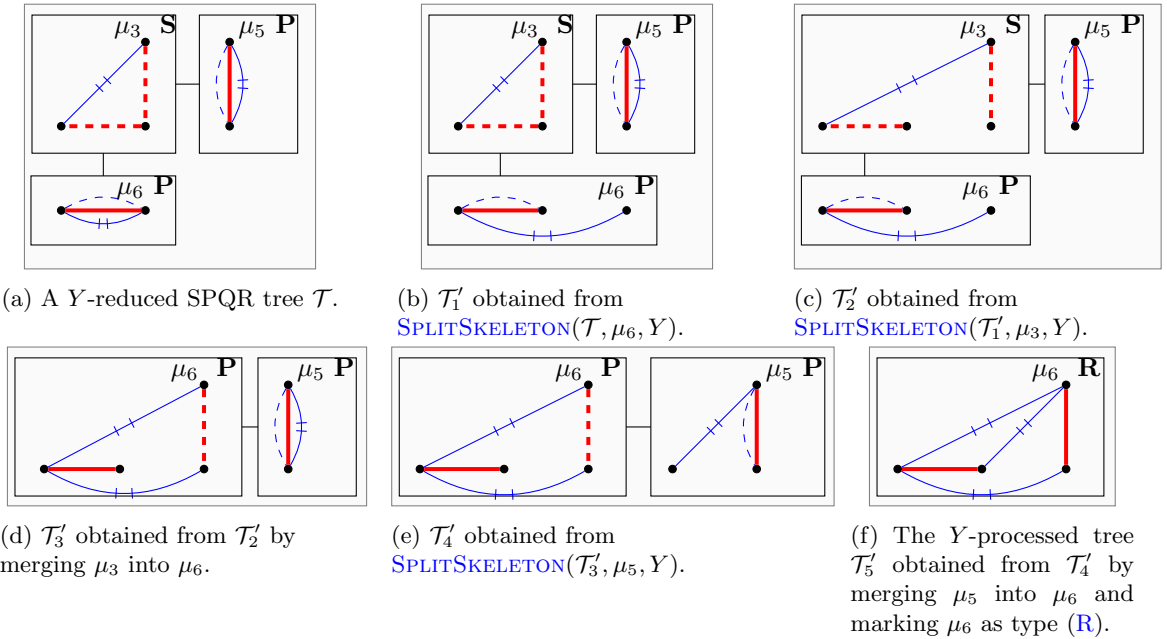 μ₃ S μ₅ P μ₃ S μ₅ P μ₃ S μ₅ P
μ₆ P μ₆ P μ₆ P
(a) A Y-reduced SPQR tree 𝒯.
(b) 𝒯′₁ obtained from
SPLITSKELETON(𝒯, μ₆, Y).
(c) 𝒯′₂ obtained from
SPLITSKELETON(𝒯′₁, μ₃, Y).
μ₆ P μ₅ P μ₆ P μ₅ P μ₆ R
(d) 𝒯′₃ obtained from 𝒯′₂ by
merging μ₃ into μ₆.
(e) 𝒯′₄ obtained from
SPLITSKELETON(𝒯′₃, μ₅, Y).
(f) The Y-processed tree
𝒯′₅ obtained from 𝒯′₄ by
merging μ₅ into μ₆ and
marking μ₆ as type (R).